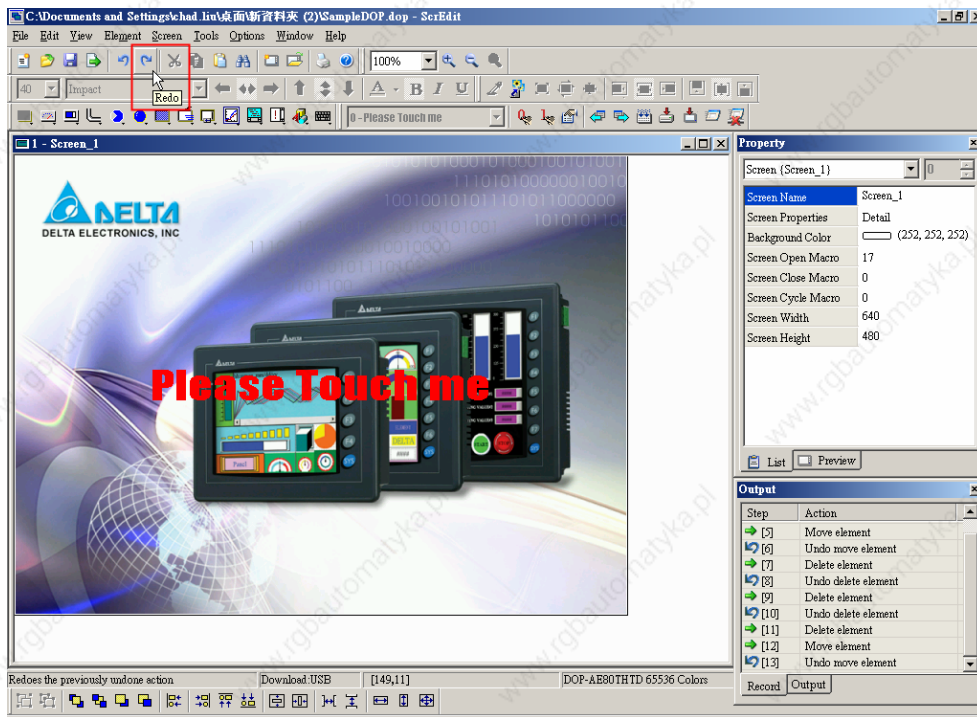 C:\Documents and Settings\chad.liu\桌面\新資料夾 (2)\SampleDOP.dop - ScrEdit
File Edit View Element Screen Tools Options Window Help
100%
40 Impact
Redo
A B I U
0 - Please Touch me
1 - Screen_1
DELTA
DELTA ELECTRONICS, INC
Please Touch me
Property
Screen {Screen_1} 0
Screen Name Screen_1
Screen Properties Detail
Background Color (252, 252, 252)
Screen Open Macro 17
Screen Close Macro 0
Screen Cycle Macro 0
Screen Width 640
Screen Height 480
List Preview
Output
Step Action
[5] Move element
[6] Undo move element
[7] Delete element
[8] Undo delete element
[9] Delete element
[10] Undo delete element
[11] Delete element
[12] Move element
[13] Undo move element
Record Output
Redoes the previously undone action Download:USB [149,11] DOP-AE80THTD 65536 Colors
www.rgbautomatyka.pl